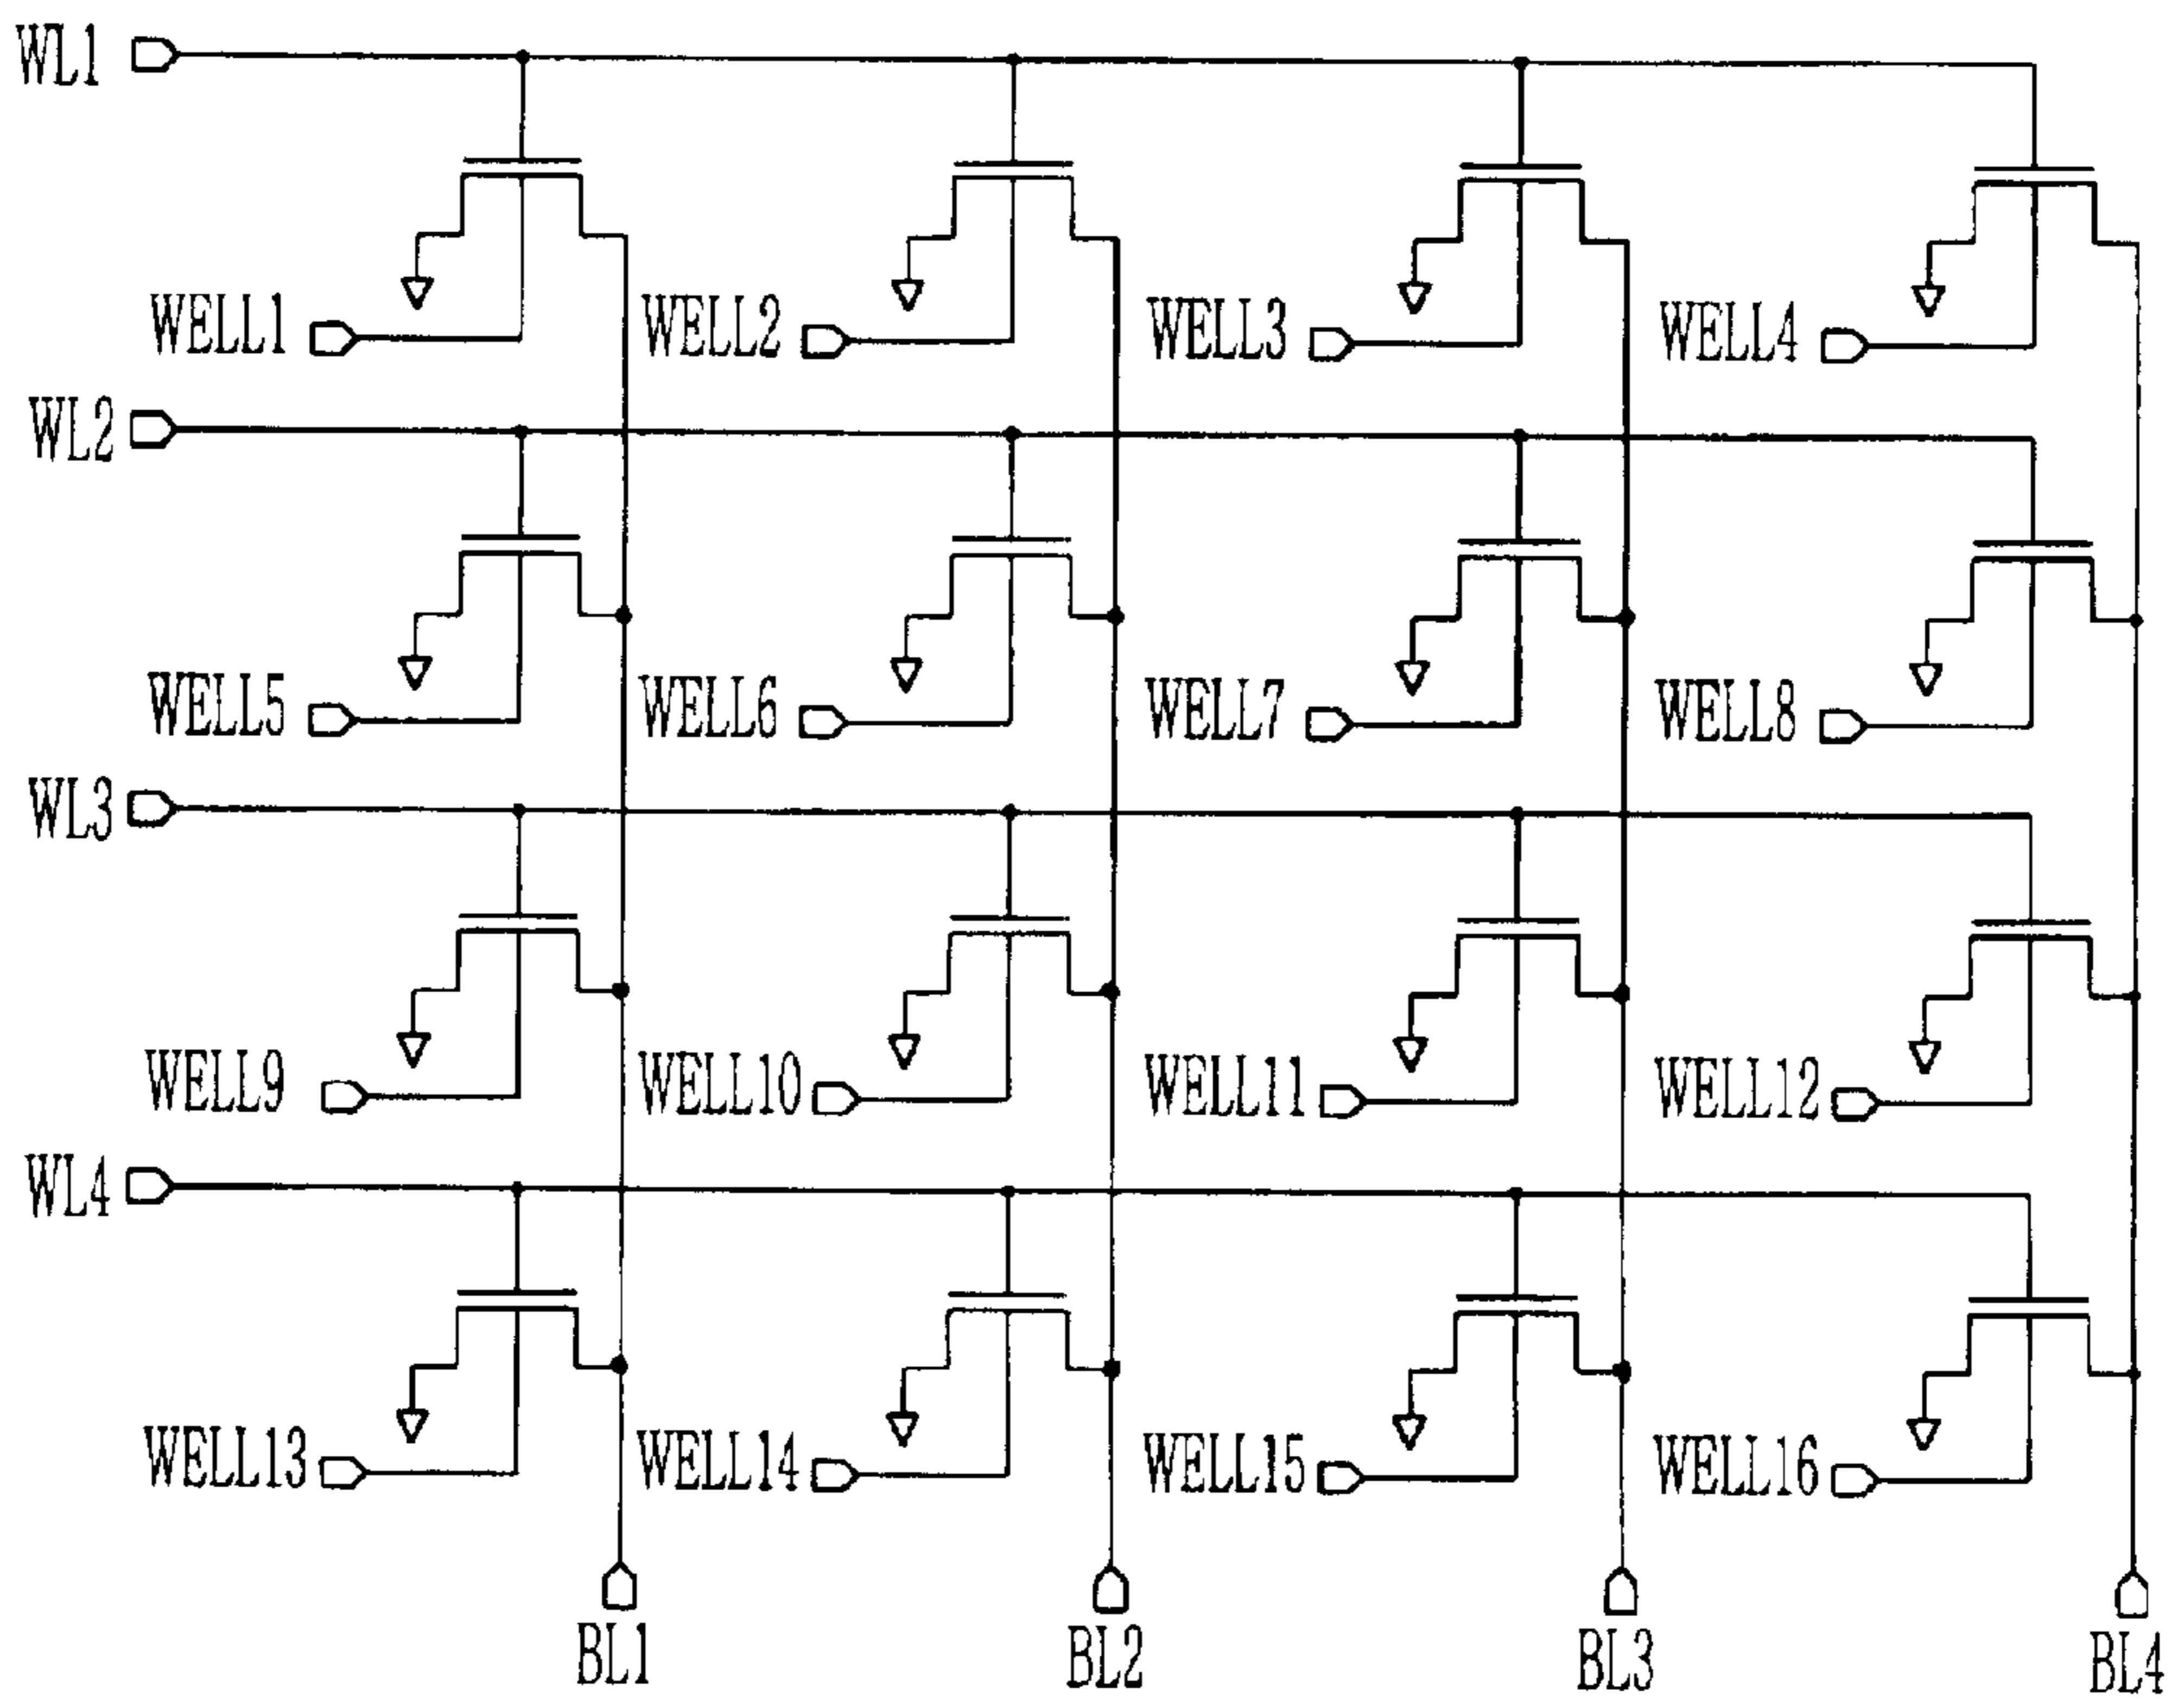 WL1
WELL1 WELL2 WELL3 WELL4
WL2
WELL5 WELL6 WELL7 WELL8
WL3
WELL9 WELL10 WELL11 WELL12
WL4
WELL13 WELL14 WELL15 WELL16
BL1 BL2 BL3 BL4